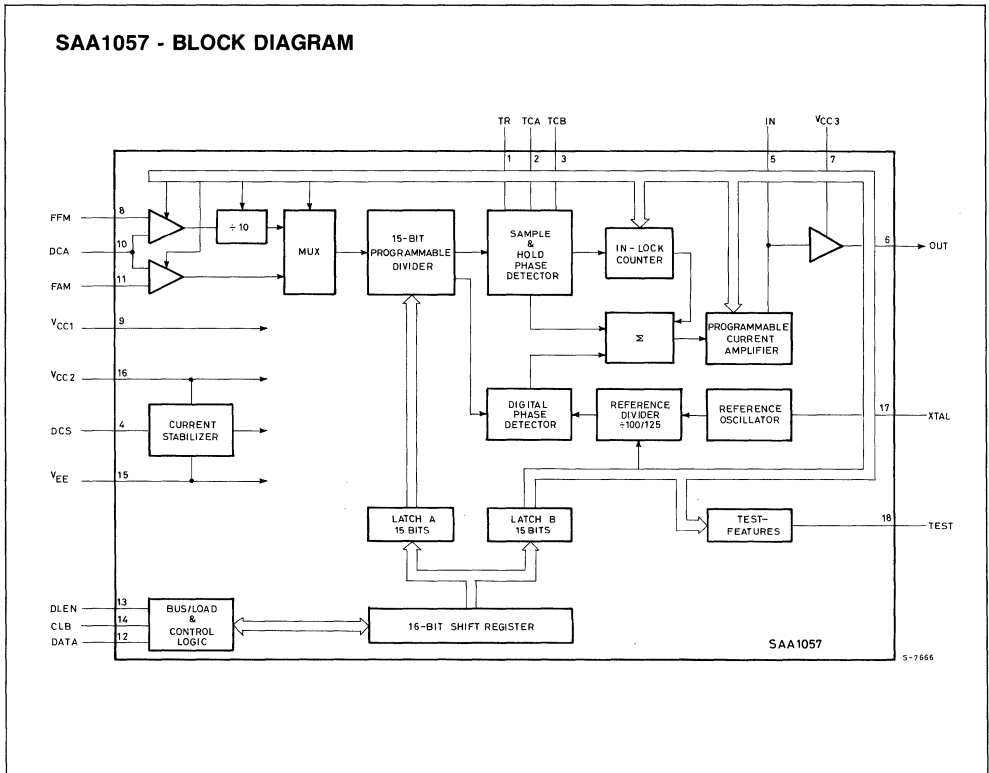 SAA1057 - BLOCK DIAGRAM
TR TCA TCB IN VCC3
1 2 3 5 7
FFM 8
DCA 10
FAM 11
÷ 10
MUX
15-BIT
PROGRAMMABLE
DIVIDER
SAMPLE
&
HOLD
PHASE
DETECTOR
IN-LOCK
COUNTER
6 OUT
VCC1 9
Σ
PROGRAMMABLE
CURRENT
AMPLIFIER
VCC2 16
DCS 4
CURRENT
STABILIZER
DIGITAL
PHASE
DETECTOR
REFERENCE
DIVIDER
÷100/125
REFERENCE
OSCILLATOR
17 XTAL
VEE 15
LATCH A
15 BITS
LATCH B
15 BITS
TEST-
FEATURES
18 TEST
DLEN 13
CLB 14
DATA 12
BUS/LOAD
&
CONTROL
LOGIC
16-BIT SHIFT REGISTER
SAA1057
S-7666